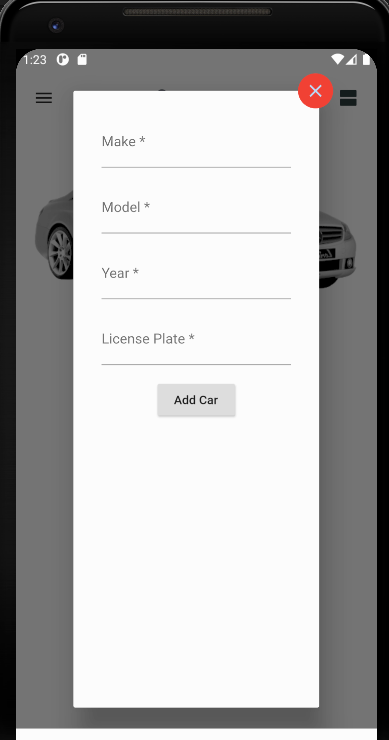 1:23
Make *
Model *
Year *
License Plate *
Add Car